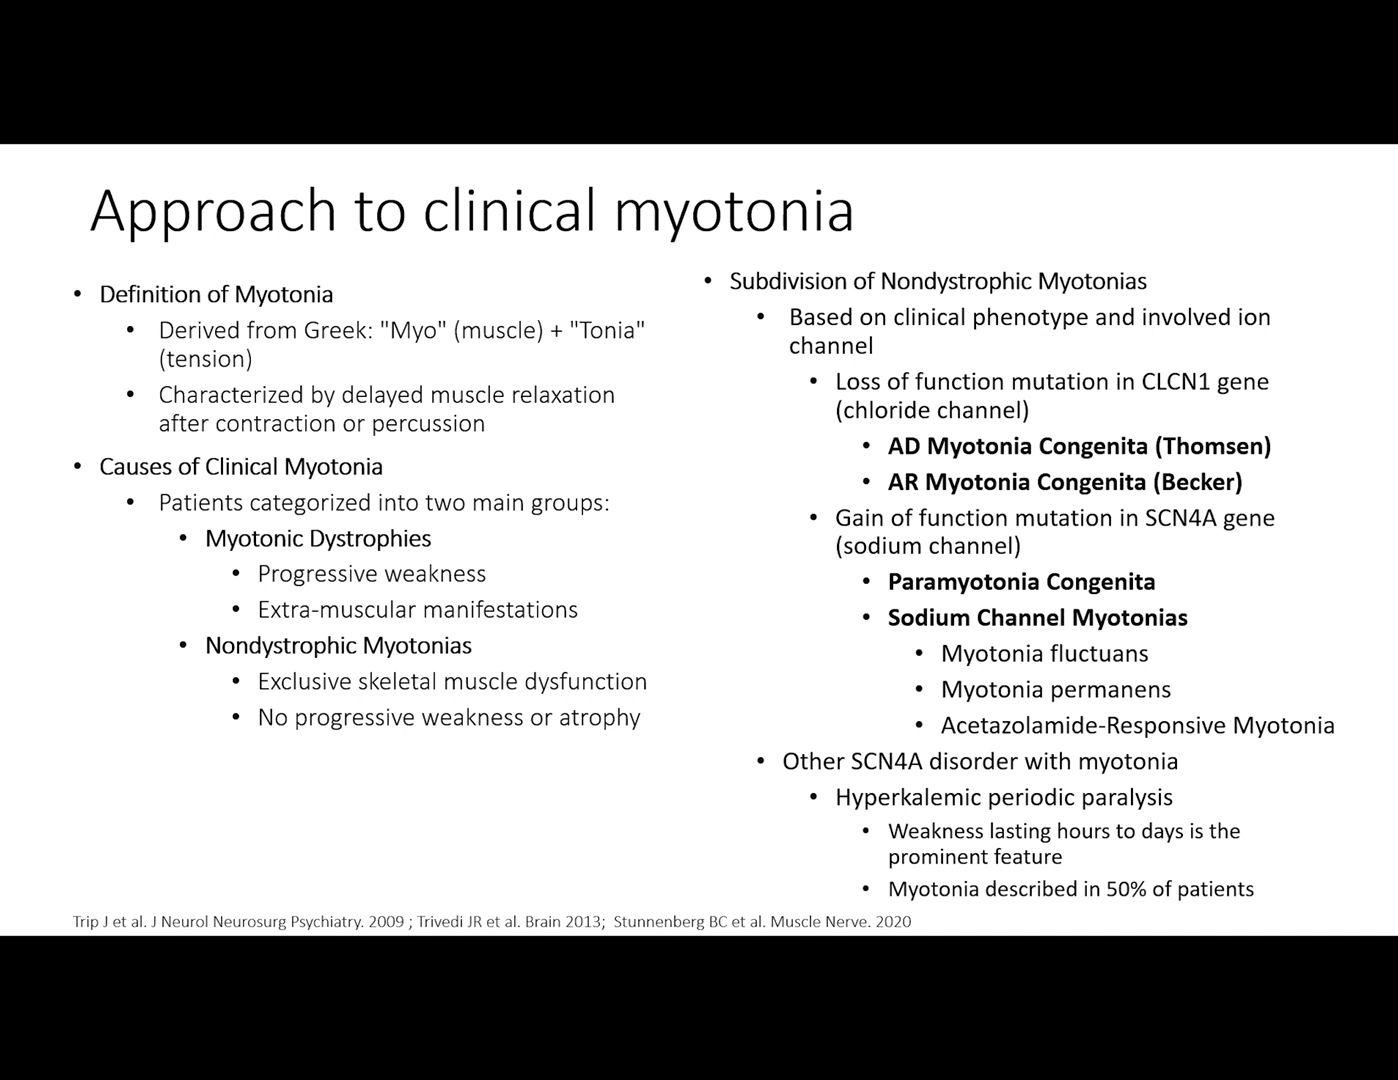 Approach to clinical myotonia
• Definition of Myotonia
• Derived from Greek: "Myo" (muscle) + "Tonia"
(tension)
• Characterized by delayed muscle relaxation
after contraction or percussion
• Causes of Clinical Myotonia
• Patients categorized into two main groups:
• Myotonic Dystrophies
• Progressive weakness
• Extra-muscular manifestations
• Nondystrophic Myotonias
• Exclusive skeletal muscle dysfunction
• No progressive weakness or atrophy
• Subdivision of Nondystrophic Myotonias
• Based on clinical phenotype and involved ion
channel
• Loss of function mutation in CLCN1 gene
(chloride channel)
• AD Myotonia Congenita (Thomsen)
• AR Myotonia Congenita (Becker)
• Gain of function mutation in SCN4A gene
(sodium channel)
• Paramyotonia Congenita
• Sodium Channel Myotonias
• Myotonia fluctuans
• Myotonia permanens
• Acetazolamide-Responsive Myotonia
• Other SCN4A disorder with myotonia
• Hyperkalemic periodic paralysis
• Weakness lasting hours to days is the
prominent feature
• Myotonia described in 50% of patients
Trip J et al. J Neurol Neurosurg Psychiatry. 2009 ; Trivedi JR et al. Brain 2013; Stunnenberg BC et al. Muscle Nerve. 2020